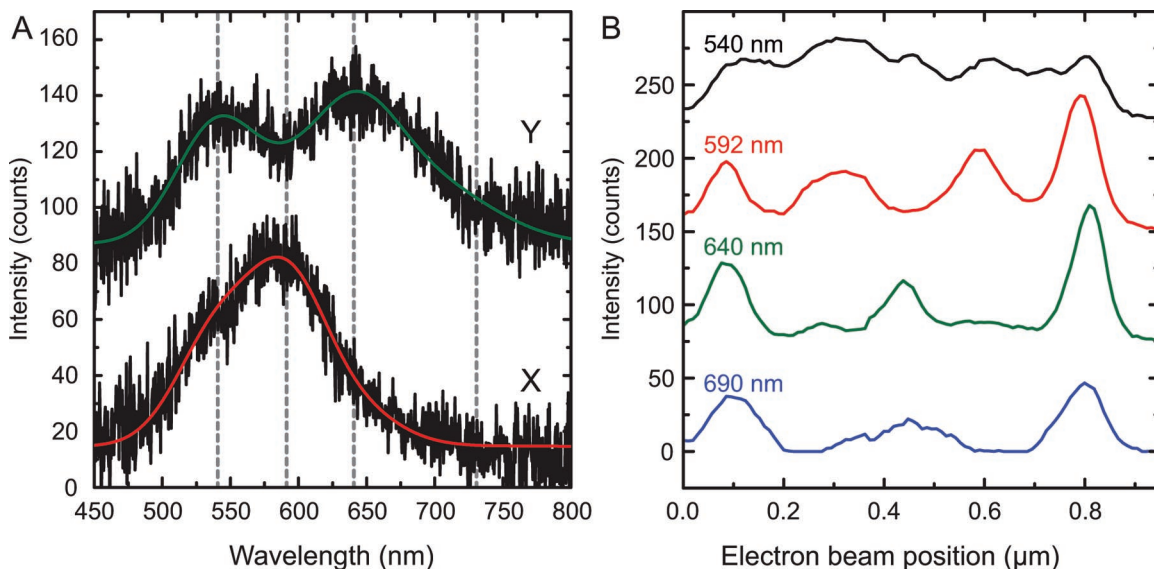 A
160
140
120
100
80
60
40
20
0
Intensity (counts)
Y
X
450 500 550 600 650 700 750 800
Wavelength (nm)
B
250
200
150
100
50
0
Intensity (counts)
540 nm
592 nm
640 nm
690 nm
0.0 0.2 0.4 0.6 0.8
Electron beam position (µm)